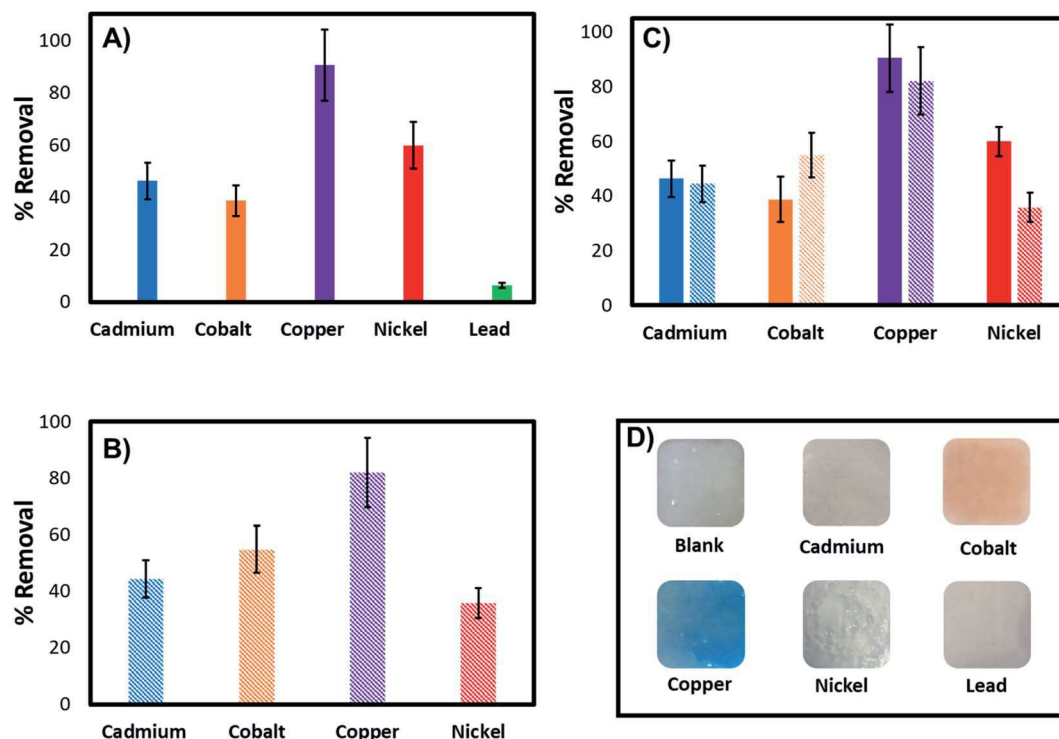 A)
% Removal
100
80
60
40
20
0
Cadmium Cobalt Copper Nickel Lead
C)
% Removal
100
80
60
40
20
0
Cadmium Cobalt Copper Nickel
B)
% Removal
100
80
60
40
20
0
Cadmium Cobalt Copper Nickel
D)
Blank Cadmium Cobalt
Copper Nickel Lead